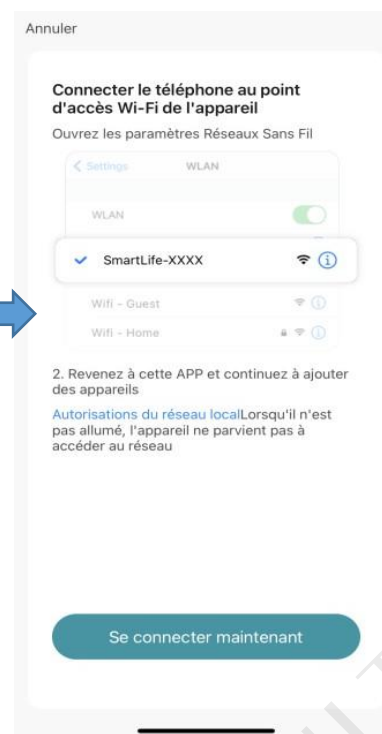 Annuler
Connecter le téléphone au point
d'accès Wi-Fi de l'appareil
Ouvrez les paramètres Réseaux Sans Fil
Settings WLAN
WLAN
SmartLife-XXXX
Wifi - Guest
Wifi - Home
2. Revenez à cette APP et continuez à ajouter
des appareils
Autorisations du réseau localLorsqu'il n'est
pas allumé, l'appareil ne parvient pas à
accéder au réseau
Se connecter maintenant